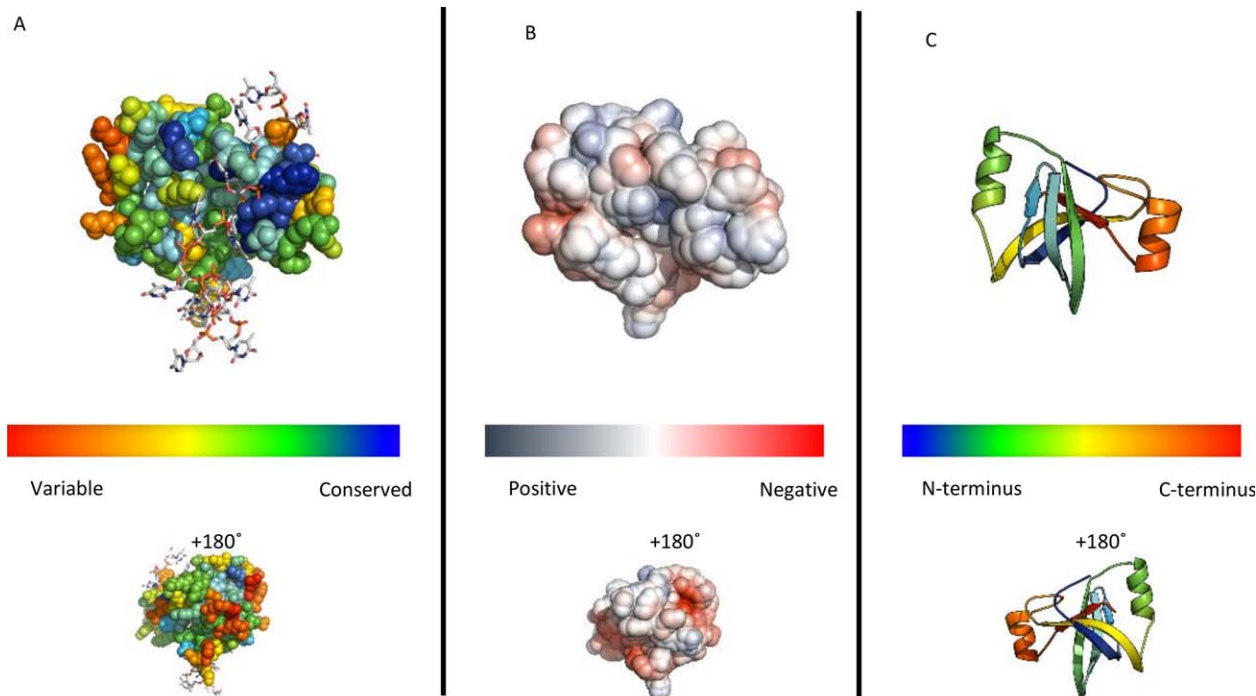 A
B
C
Variable
Conserved
Positive
Negative
N-terminus
C-terminus
+180˚
+180˚
+180˚